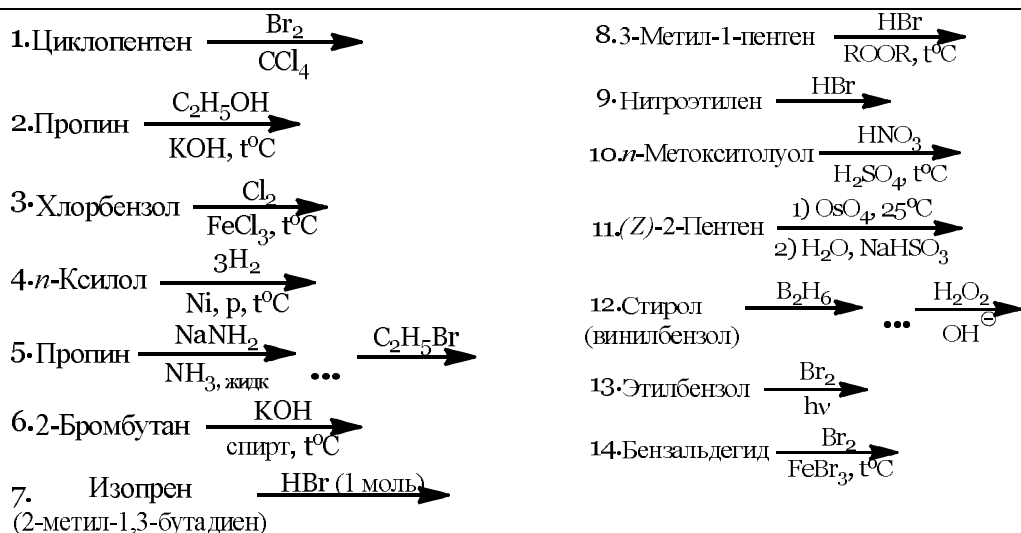 1.Циклопентен Br2
CCl4
2.Пропин C2H5OH
KOH, t°C
3.Хлорбензол Cl2
FeCl3, t°C
4.п-Ксилол 3H2
Ni, p, t°C
5.Пропин NaNH2 ... C2H5Br
NH3, жидк
6.2-Бромбутан KOH
спирт, t°C
7. Изопрен HBr (1 моль)
(2-метил-1,3-бутадиен)
8.3-Метил-1-пентен HBr
ROOR, t°C
9.Нитроэтилен HBr
10.п-Метокситолуол HNO3
H2SO4, t°C
11.(Z)-2-Пентен 1) OsO4, 25°C
2) H2O, NaHSO3
12.Стирол B2H6 ... H2O2
(винилбензол) OH⊖
13.Этилбензол Br2
hν
14.Бензальдегид Br2
FeBr3, t°C